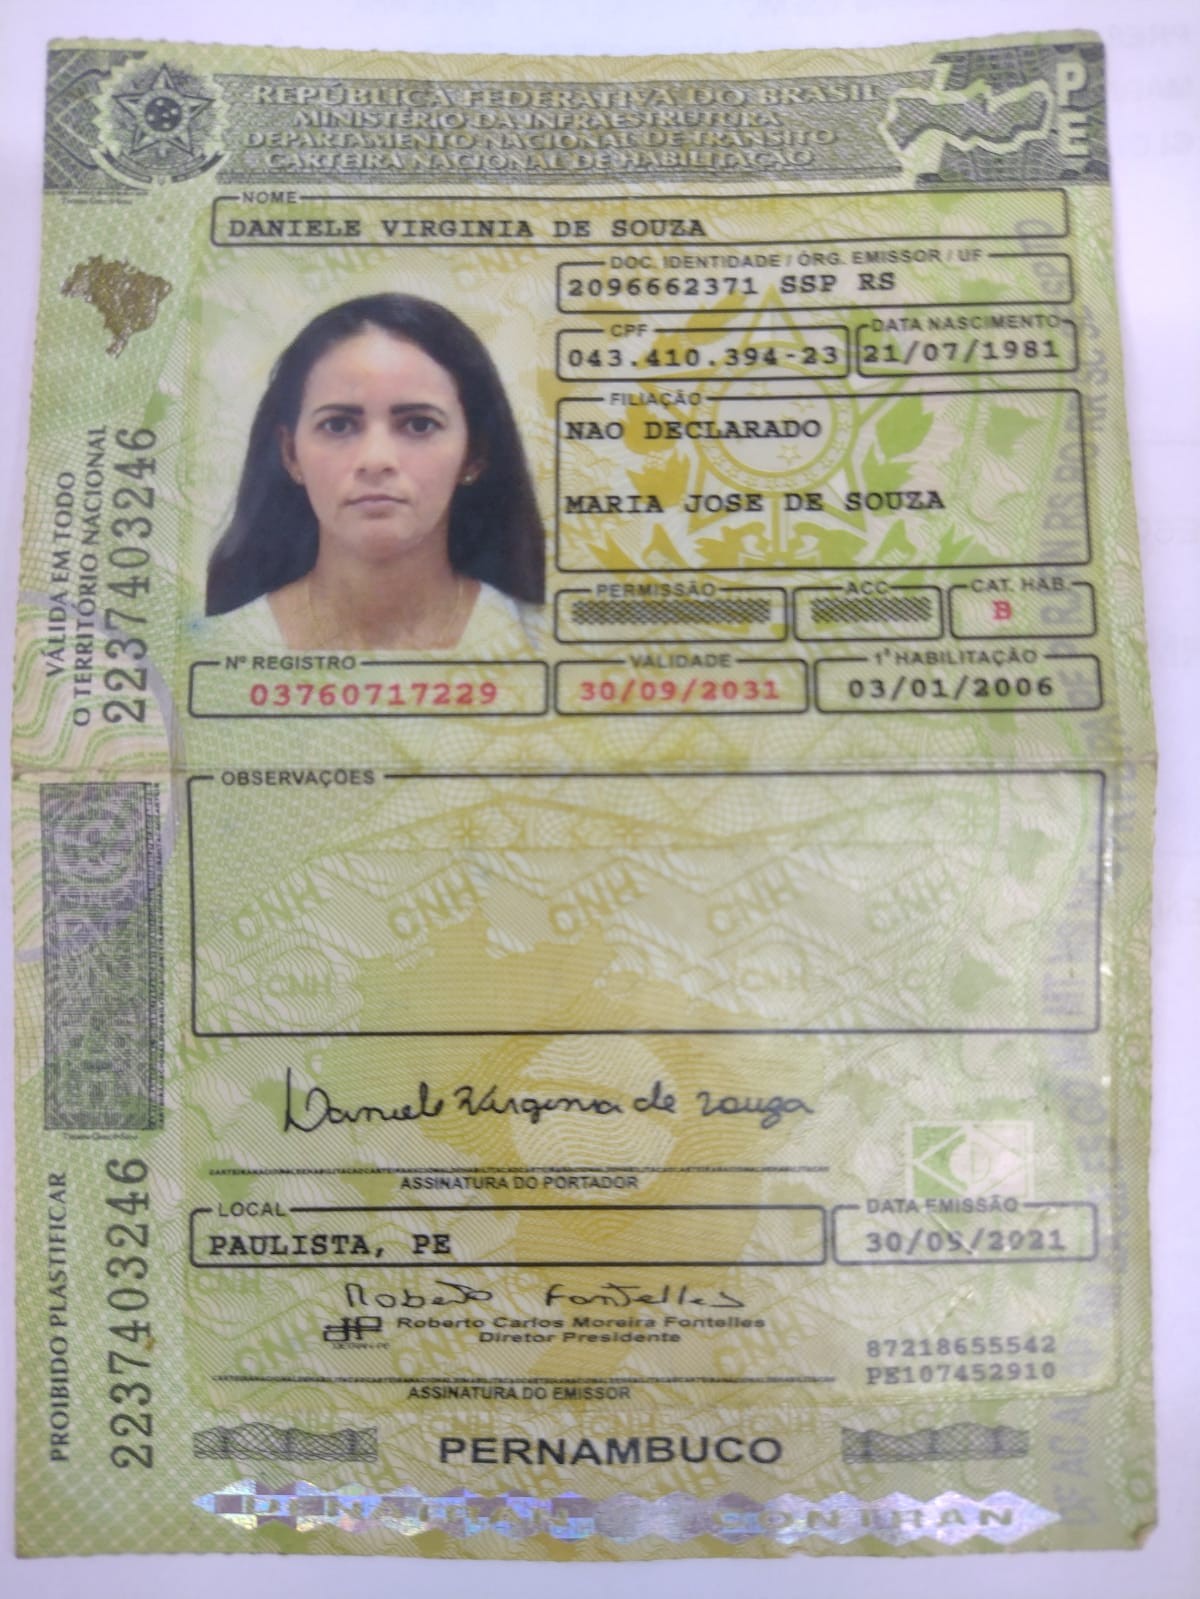 REPÚBLICA FEDERATIVA DO BRASIL
MINISTÉRIO DA INFRAESTRUTURA
DEPARTAMENTO NACIONAL DE TRÂNSITO
CARTEIRA NACIONAL DE HABILITAÇÃO
PE
NOME
DANIELE VIRGINIA DE SOUZA
DOC. IDENTIDADE / ÓRG. EMISSOR / UF
2096662371 SSP RS
CPF
043.410.394-23
DATA NASCIMENTO
21/07/1981
FILIAÇÃO
NAO DECLARADO
MARIA JOSE DE SOUZA
PERMISSÃO
ACC
CAT. HAB.
B
Nº REGISTRO
03760717229
VALIDADE
30/09/2031
1ª HABILITAÇÃO
03/01/2006
VÁLIDA EM TODO
O TERRITÓRIO NACIONAL
2237403246
OBSERVAÇÕES
Daniele Virginia de Souza
ASSINATURA DO PORTADOR
LOCAL
PAULISTA, PE
DATA EMISSÃO
2021
Roberto Fontelles
Roberto Carlos Moreira Fontelles
Diretor Presidente
87218655542
PE107452910
ASSINATURA DO EMISSOR
PROIBIDO PLASTIFICAR
2237403246
PERNAMBUCO
DENATRAN CONTRAN